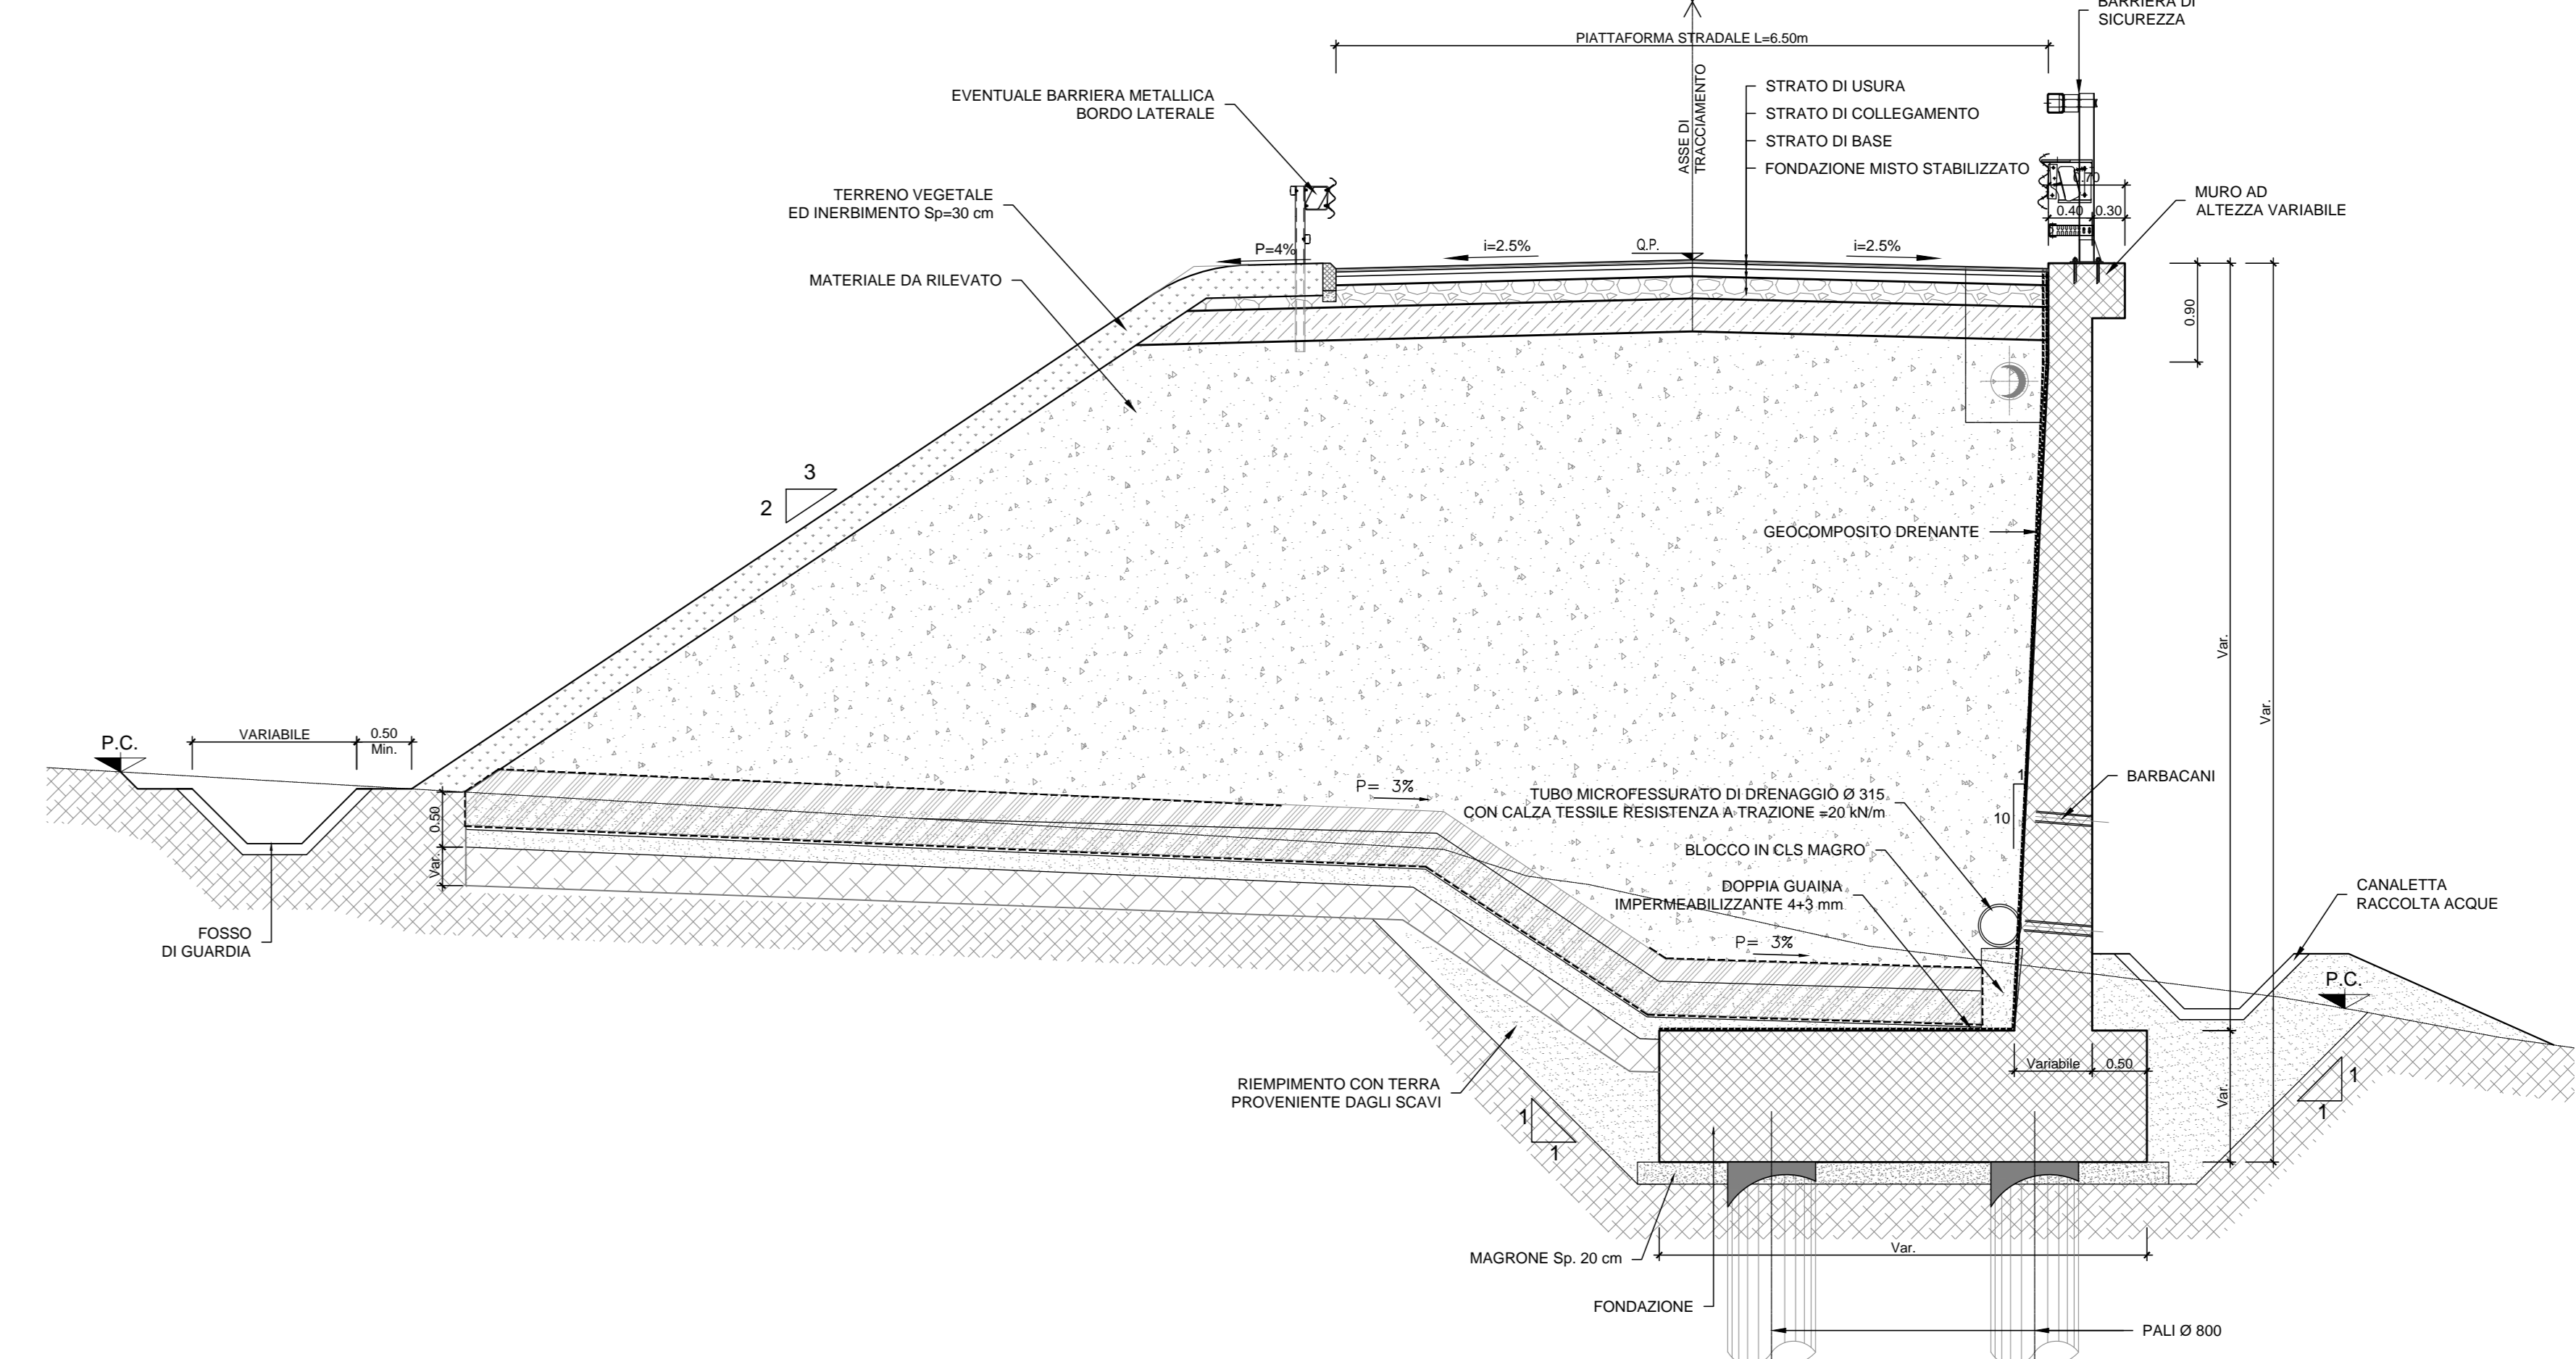 BARRIERA DI
SICUREZZA
PIATTAFORMA STRADALE L=6.50m
ASSE DI
TRACCIAMENTO
STRATO DI USURA
STRATO DI COLLEGAMENTO
STRATO DI BASE
FONDAZIONE MISTO STABILIZZATO
EVENTUALE BARRIERA METALLICA
BORDO LATERALE
TERRENO VEGETALE
ED INERBIMENTO Sp=30 cm
MATERIALE DA RILEVATO
0.70
0.40
0.30
MURO AD
ALTEZZA VARIABILE
P=4%
i=2.5%
Q.P.
i=2.5%
0.90
3
2
GEOCOMPOSITO DRENANTE
Var.
Var.
P.C.
VARIABILE
0.50
Min.
0.50
Var.
P= 3%
1
10
TUBO MICROFESSURATO DI DRENAGGIO Ø 315
CON CALZA TESSILE RESISTENZA A TRAZIONE =20 kN/m
BARBACANI
BLOCCO IN CLS MAGRO
DOPPIA GUAINA
IMPERMEABILIZZANTE 4+3 mm
CANALETTA
RACCOLTA ACQUE
FOSSO
DI GUARDIA
P= 3%
P.C.
Variabile
0.50
RIEMPIMENTO CON TERRA
PROVENIENTE DAGLI SCAVI
1
1
1
1
Var.
MAGRONE Sp. 20 cm
Var.
FONDAZIONE
PALI Ø 800